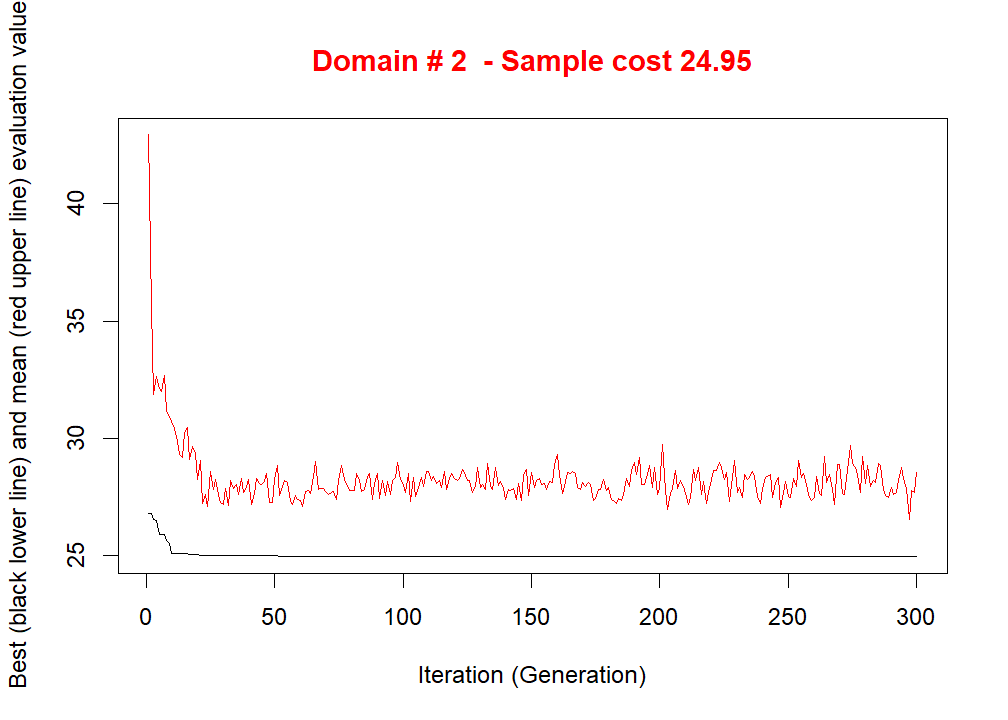 Domain # 2  - Sample cost 24.95
Best (black lower line) and mean (red upper line) evaluation value
40
35
30
25
0 50 100 150 200 250 300
Iteration (Generation)